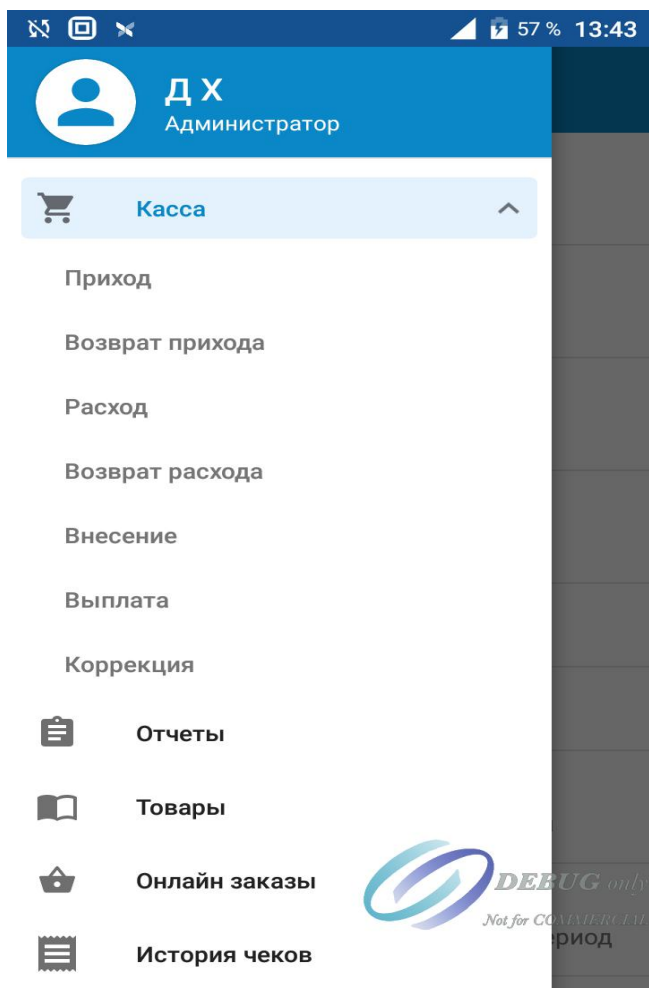 57 % 13:43
Д Х
Администратор
Касса
Приход
Возврат прихода
Расход
Возврат расхода
Внесение
Выплата
Коррекция
Отчеты
Товары
Онлайн заказы
DEBUG only
Not for COMMERCIAL
риод
История чеков